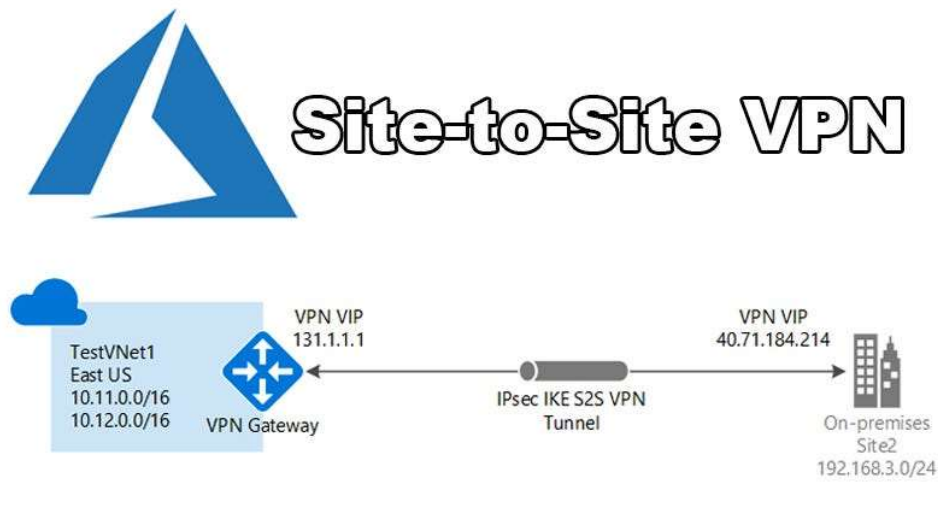 Site-to-Site VPN
VPN VIP
131.1.1.1
VPN VIP
40.71.184.214
TestVNet1
East US
10.11.0.0/16
10.12.0.0/16
VPN Gateway
IPsec IKE S2S VPN
Tunnel
On-premises
Site2
192.168.3.0/24